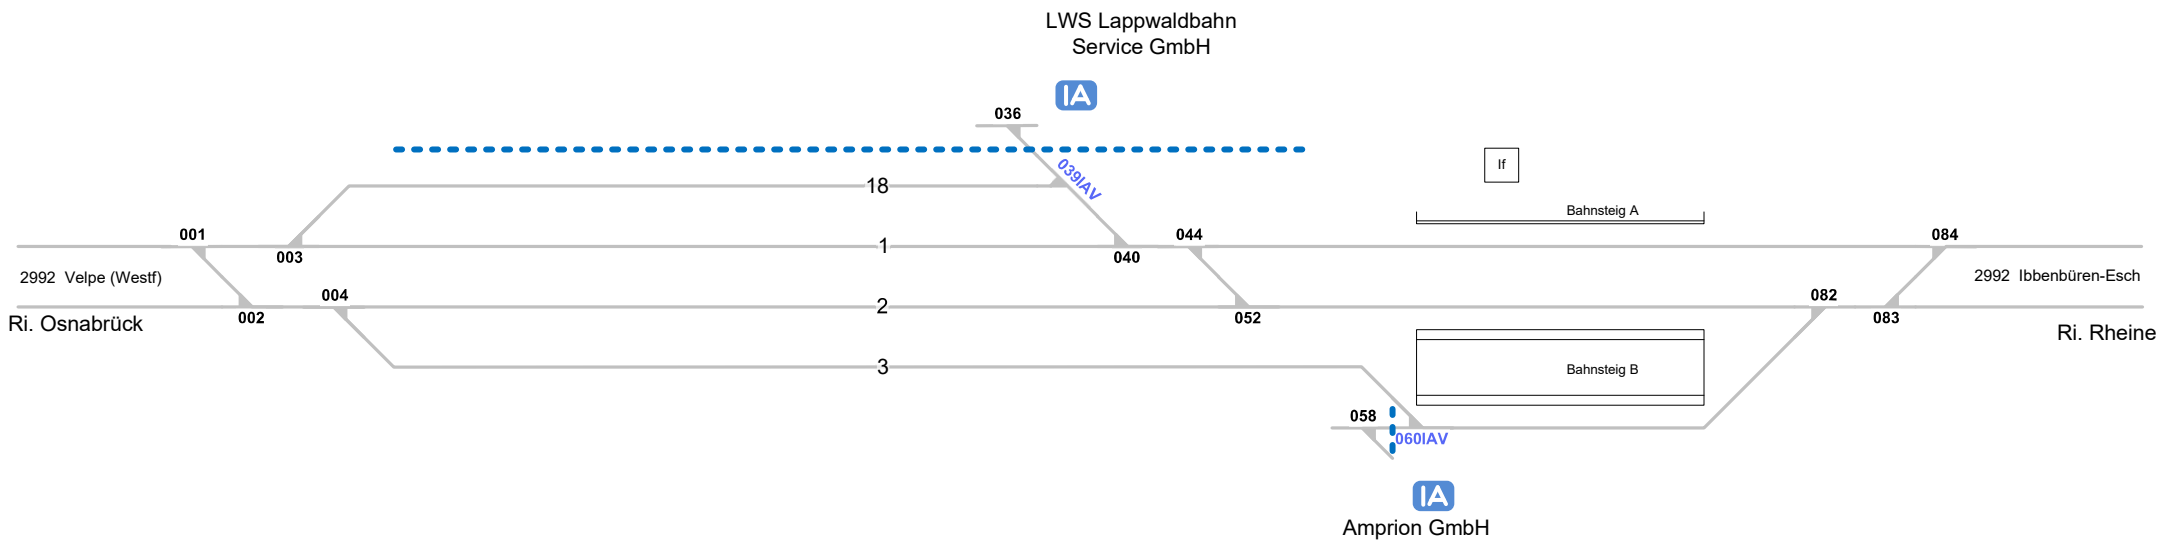 LWS Lappwaldbahn
Service GmbH
IA
036
039IAV
If
18
Bahnsteig A
001
044
084
1
003
040
2992 Velpe (Westf)
2992 Ibbenbüren-Esch
004
082
2
002
052
083
Ri. Osnabrück
Ri. Rheine
3
Bahnsteig B
058
060IAV
IA
Amprion GmbH